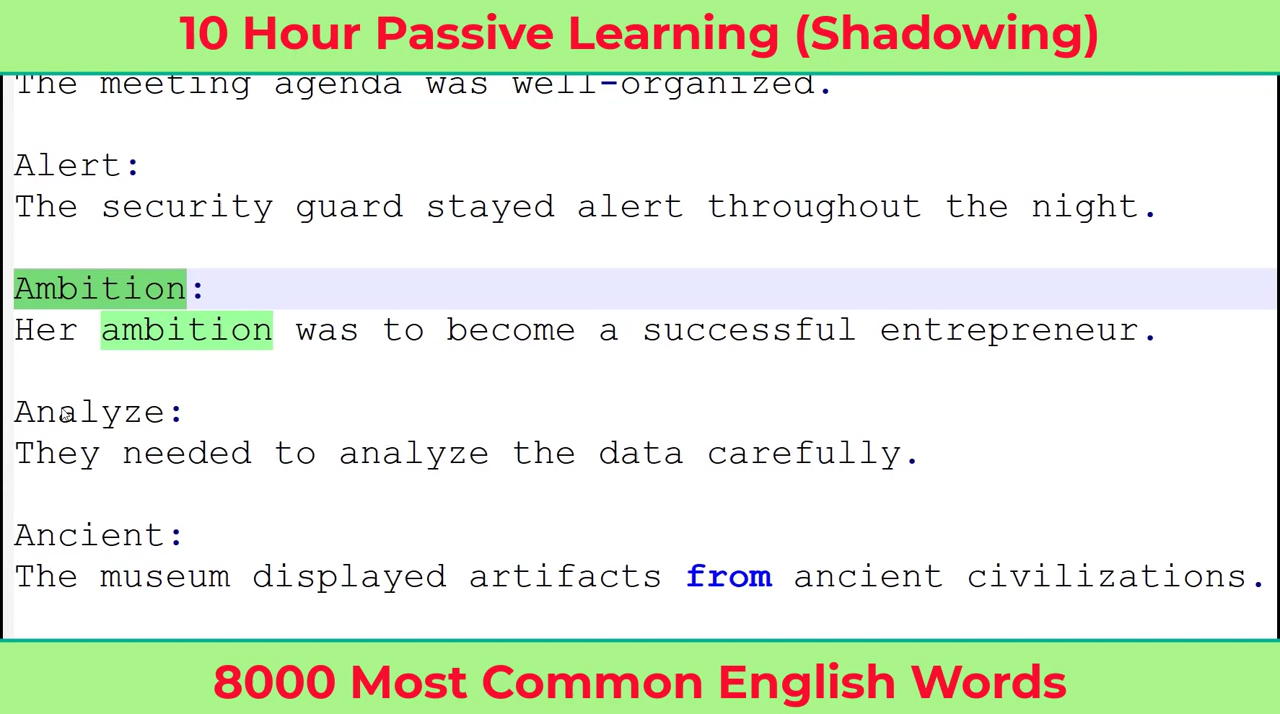 10 Hour Passive Learning (Shadowing)
The meeting agenda was well-organized.
Alert:
The security guard stayed alert throughout the night.
Ambition:
Her ambition was to become a successful entrepreneur.
Analyze:
They needed to analyze the data carefully.
Ancient:
The museum displayed artifacts from ancient civilizations.
8000 Most Common English Words